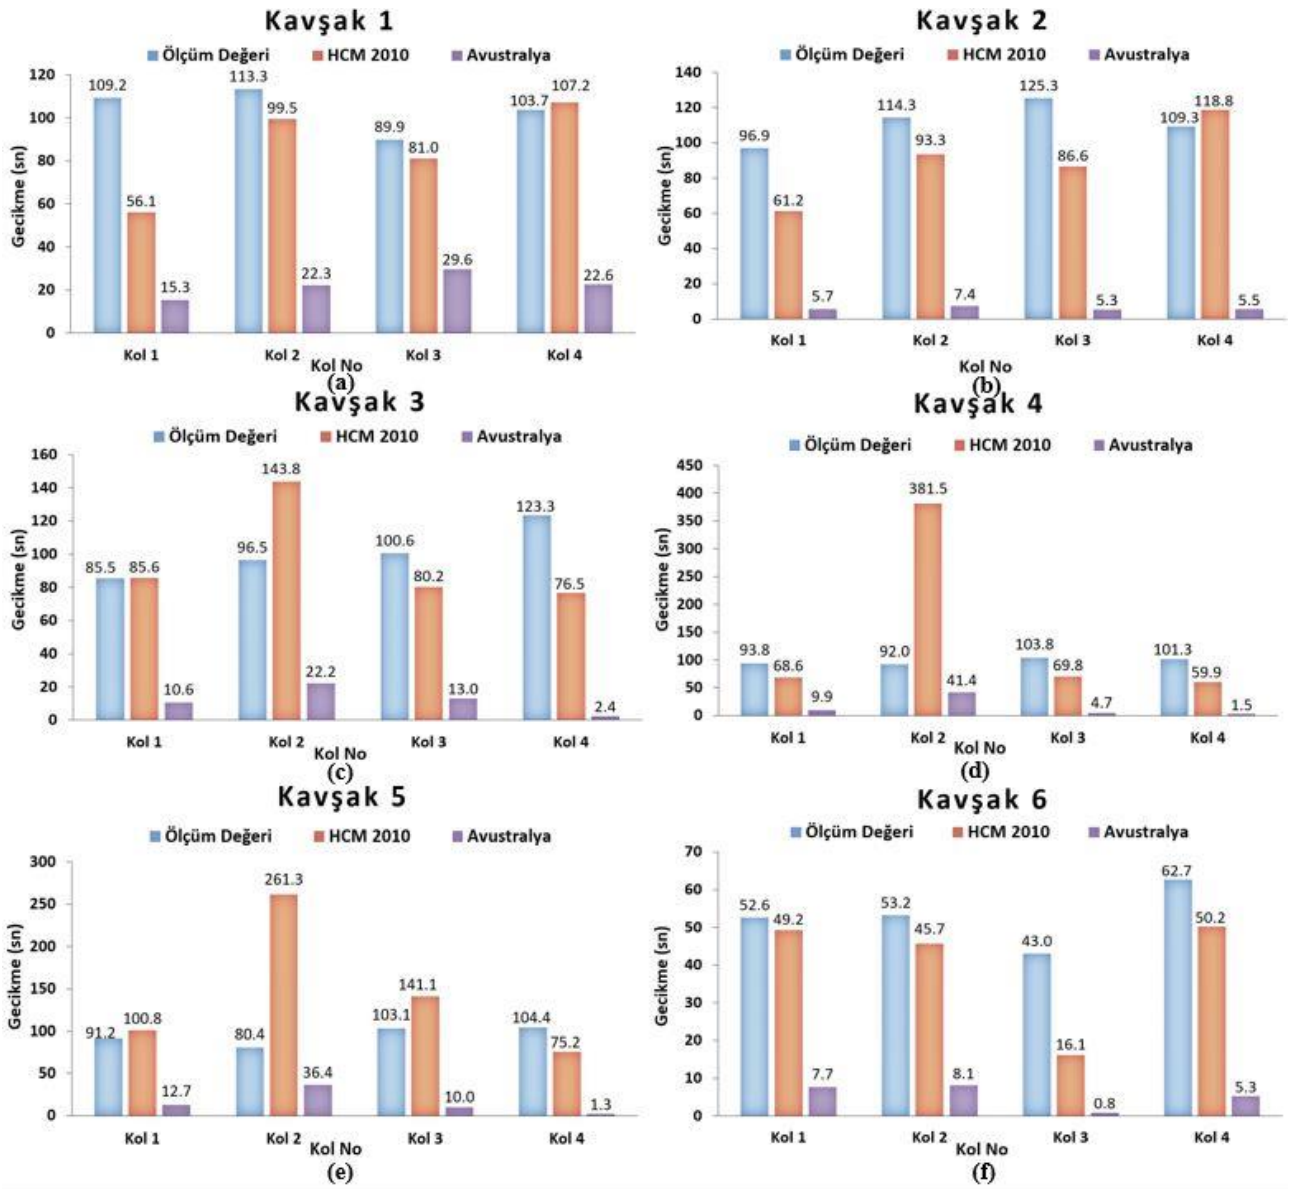 Kavşak 1
Ölçüm Değeri HCM 2010 Avustralya
Gecikme (sn)
120
100
80
60
40
20
0
109.2 56.1 15.3
113.3 99.5 22.3
89.9 81.0 29.6
103.7 107.2 22.6
Kol 1 Kol 2 Kol 3 Kol 4
Kol No
(a)
Kavşak 2
Ölçüm Değeri HCM 2010 Avustralya
Gecikme (sn)
140
120
100
80
60
40
20
0
96.9 61.2 5.7
114.3 93.3 7.4
125.3 86.6 5.3
109.3 118.8 5.5
Kol 1 Kol 2 Kol 3 Kol 4
Kol No
(b)
Kavşak 3
Ölçüm Değeri HCM 2010 Avustralya
Gecikme (sn)
160
140
120
100
80
60
40
20
0
85.5 85.6 10.6
96.5 143.8 22.2
100.6 80.2 13.0
123.3 76.5 2.4
Kol 1 Kol 2 Kol 3 Kol 4
Kol No
(c)
Kavşak 4
Ölçüm Değeri HCM 2010 Avustralya
Gecikme (sn)
450
400
350
300
250
200
150
100
50
0
93.8 68.6 9.9
92.0 381.5 41.4
103.8 69.8 4.7
101.3 59.9 1.5
Kol 1 Kol 2 Kol 3 Kol 4
Kol No
(d)
Kavşak 5
Ölçüm Değeri HCM 2010 Avustralya
Gecikme (sn)
300
250
200
150
100
50
0
91.2 100.8 12.7
80.4 261.3 36.4
103.1 141.1 10.0
104.4 75.2 1.3
Kol 1 Kol 2 Kol 3 Kol 4
Kol No
(e)
Kavşak 6
Ölçüm Değeri HCM 2010 Avustralya
Gecikme (sn)
70
60
50
40
30
20
10
0
52.6 49.2 7.7
53.2 45.7 8.1
43.0 16.1 0.8
62.7 50.2 5.3
Kol 1 Kol 2 Kol 3 Kol 4
Kol No
(f)